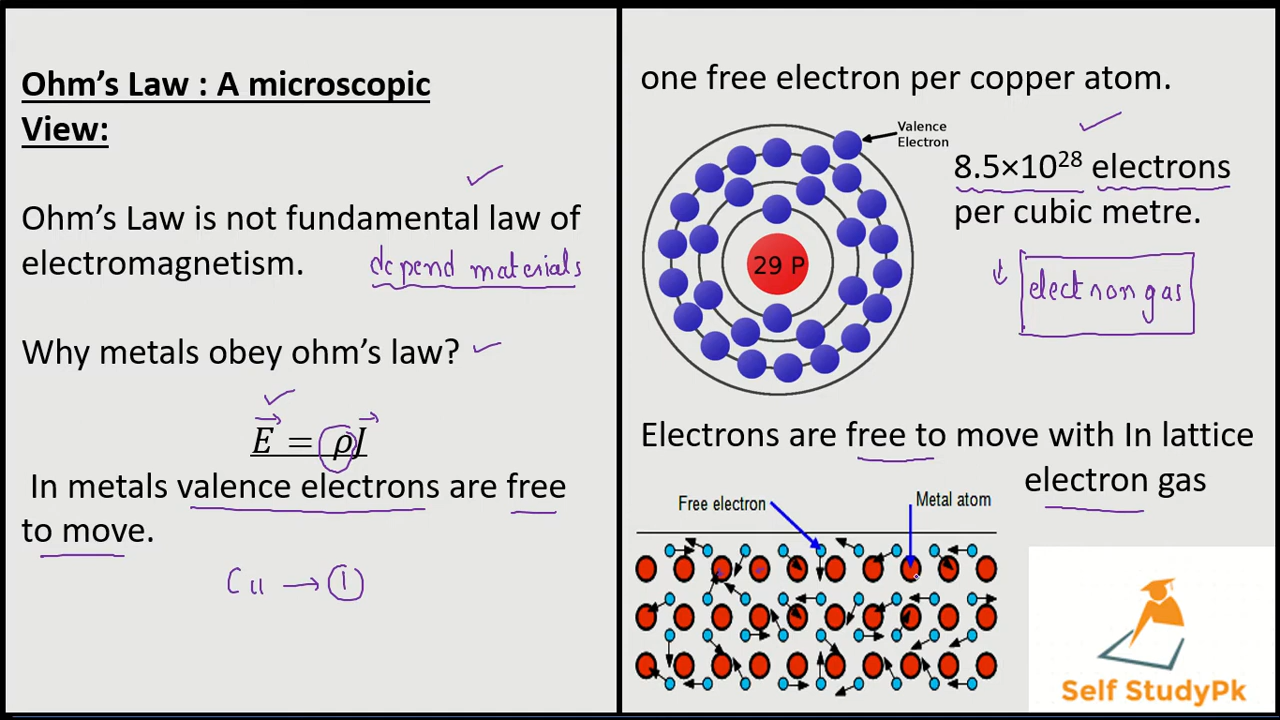 Ohm’s Law : A microscopic
View:
Ohm’s Law is not fundamental law of
electromagnetism.
depend materials
Why metals obey ohm’s law?
E = ρJ
In metals valence electrons are free
to move.
Cu → 1
one free electron per copper atom.
Valence
Electron
29 P
8.5×10²⁸ electrons
per cubic metre.
electron gas
Electrons are free to move with In lattice
electron gas
Free electron
Metal atom
Self StudyPk